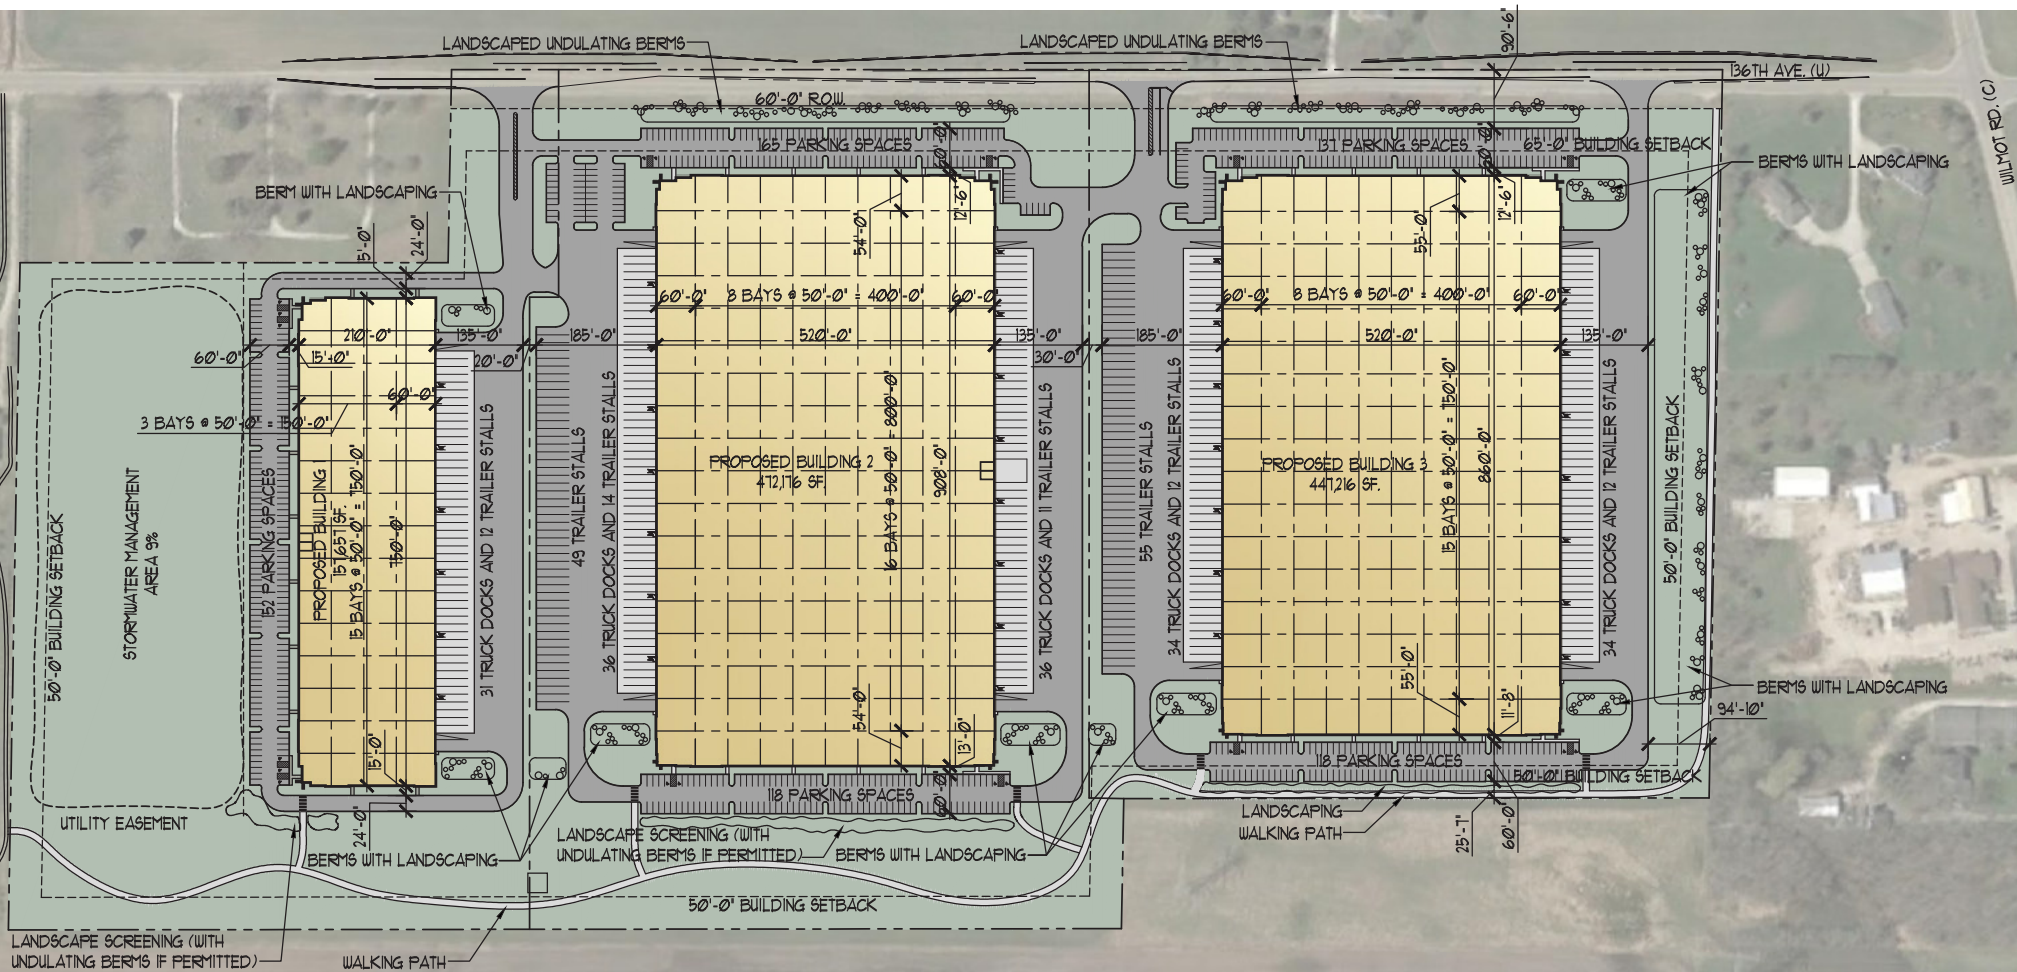 LANDSCAPED UNDULATING BERMS
LANDSCAPED UNDULATING BERMS
90'-6"
136TH AVE. (U)
WILMOT RD. (C)
60'-0" R.O.W.
165 PARKING SPACES
60'-0"
137 PARKING SPACES
60'-0"
65'-0" BUILDING SETBACK
BERMS WITH LANDSCAPING
BERM WITH LANDSCAPING
15'-0"
24'-0"
54'-0"
12'-6"
55'-0"
12'-6"
60'-0"
8 BAYS @ 50'-0" = 400'-0"
60'-0"
60'-0"
8 BAYS @ 50'-0" = 400'-0"
60'-0"
210'-0"
135'-0"
185'-0"
520'-0"
135'-0"
185'-0"
520'-0"
135'-0"
60'-0"
15'-0"
20'-0"
30'-0"
60'-0"
3 BAYS @ 50'-0" = 150'-0"
50'-0" BUILDING SETBACK
STORMWATER MANAGEMENT
AREA 9%
152 PARKING SPACES
PROPOSED BUILDING 1
157,657 SF.
15 BAYS @ 50'-0" = 750'-0"
750'-0"
31 TRUCK DOCKS AND 12 TRAILER STALLS
49 TRAILER STALLS
36 TRUCK DOCKS AND 14 TRAILER STALLS
PROPOSED BUILDING 2
472,176 SF.
16 BAYS @ 50'-0" = 800'-0"
908'-0"
36 TRUCK DOCKS AND 11 TRAILER STALLS
55 TRAILER STALLS
34 TRUCK DOCKS AND 12 TRAILER STALLS
PROPOSED BUILDING 3
447,216 SF.
15 BAYS @ 50'-0" = 750'-0"
860'-0"
34 TRUCK DOCKS AND 12 TRAILER STALLS
50'-0" BUILDING SETBACK
BERMS WITH LANDSCAPING
94'-10"
15'-0"
54'-0"
13'-0"
55'-0"
11'-8"
118 PARKING SPACES
60'-0"
118 PARKING SPACES
50'-0" BUILDING SETBACK
UTILITY EASEMENT
24'-0"
BERMS WITH LANDSCAPING
LANDSCAPE SCREENING (WITH
UNDULATING BERMS IF PERMITTED)
BERMS WITH LANDSCAPING
LANDSCAPING
WALKING PATH
25'-7"
60'-0"
50'-0" BUILDING SETBACK
LANDSCAPE SCREENING (WITH
UNDULATING BERMS IF PERMITTED)
WALKING PATH